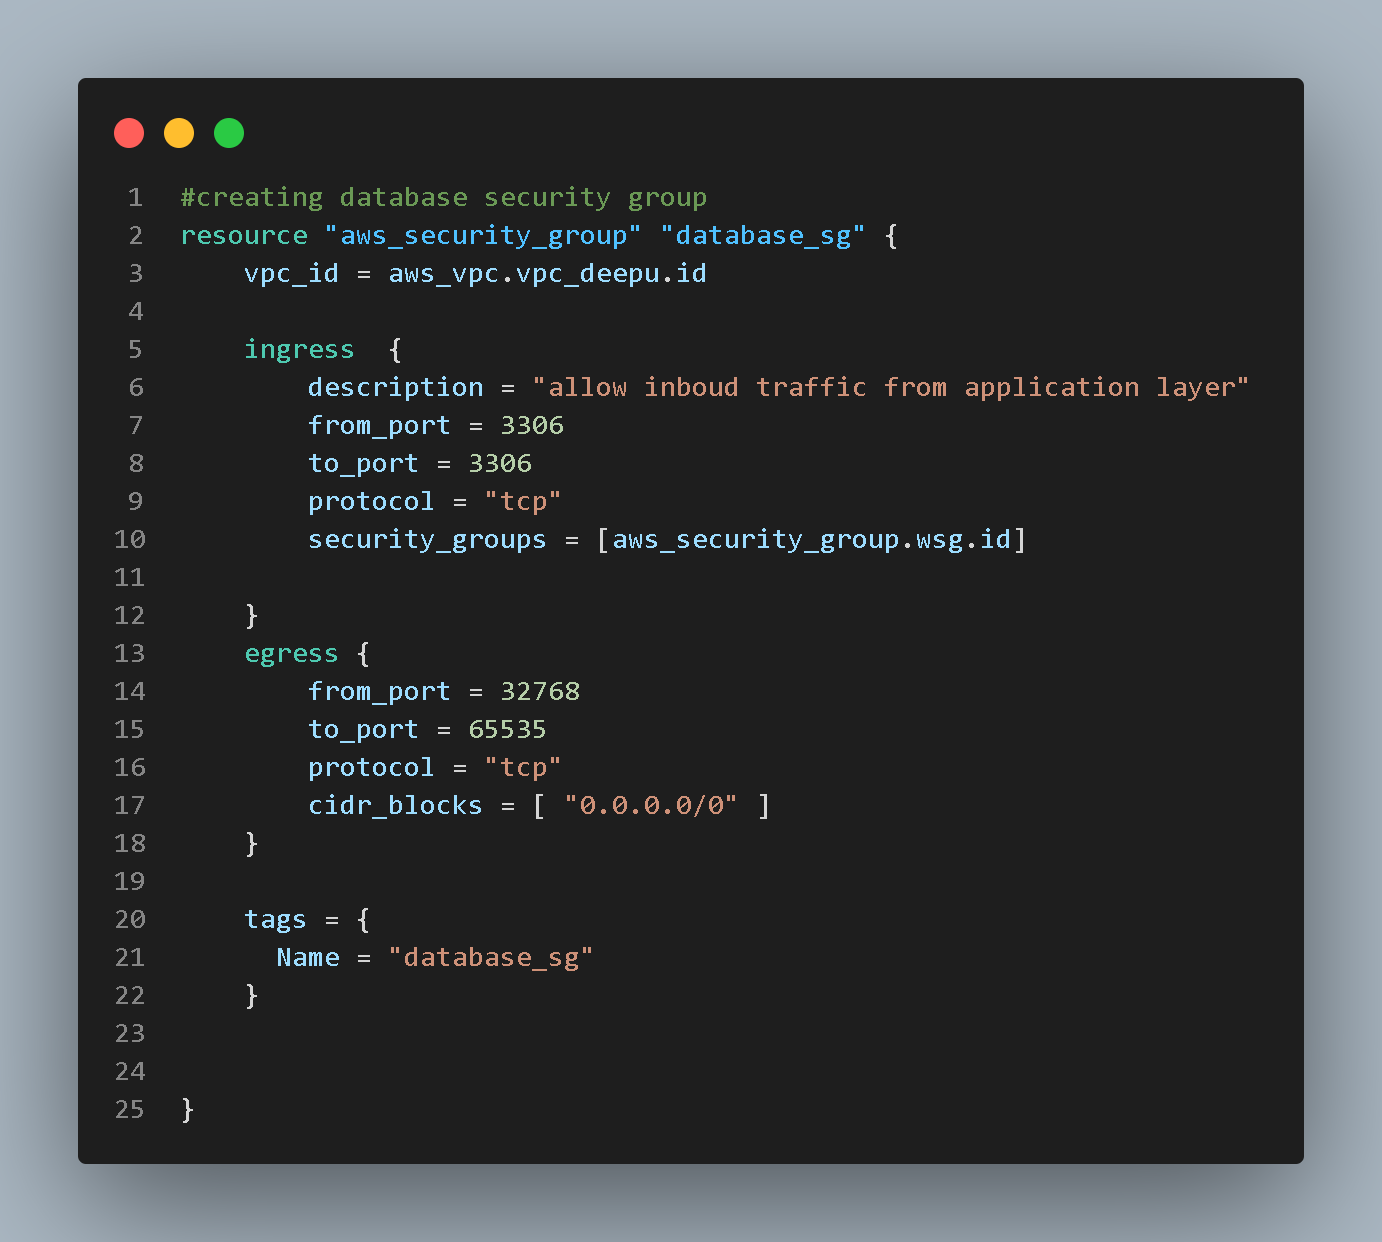 1 #creating database security group
2 resource "aws_security_group" "database_sg" {
3     vpc_id = aws_vpc.vpc_deepu.id
4
5     ingress  {
6         description = "allow inboud traffic from application layer"
7         from_port = 3306
8         to_port = 3306
9         protocol = "tcp"
10         security_groups = [aws_security_group.wsg.id]
11
12     }
13     egress {
14         from_port = 32768
15         to_port = 65535
16         protocol = "tcp"
17         cidr_blocks = [ "0.0.0.0/0" ]
18     }
19
20     tags = {
21       Name = "database_sg"
22     }
23
24
25 }